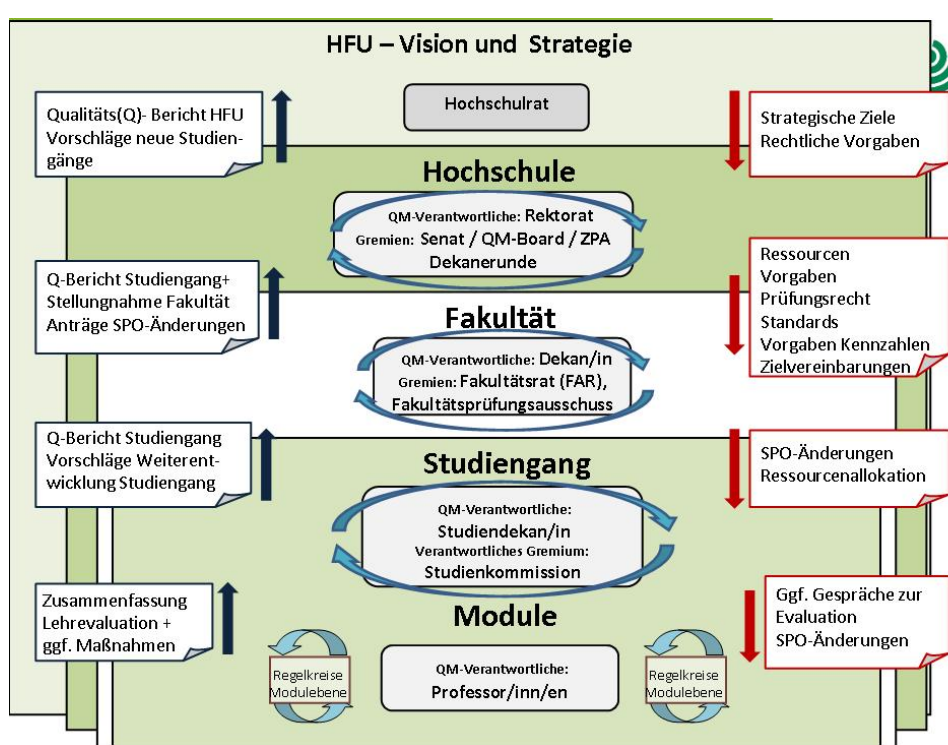 HFU – Vision und Strategie
Hochschulrat
Qualitäts(Q)- Bericht HFU
Vorschläge neue Studien-
gänge
Strategische Ziele
Rechtliche Vorgaben
Hochschule
QM-Verantwortliche: Rektorat
Gremien: Senat / QM-Board / ZPA
Dekanerunde
Q-Bericht Studiengang+
Stellungnahme Fakultät
Anträge SPO-Änderungen
Ressourcen
Vorgaben
Prüfungsrecht
Standards
Vorgaben Kennzahlen
Zielvereinbarungen
Fakultät
QM-Verantwortliche: Dekan/in
Gremien: Fakultätsrat (FAR),
Fakultätsprüfungsausschuss
Q-Bericht Studiengang
Vorschläge Weiterent-
wicklung Studiengang
SPO-Änderungen
Ressourcenallokation
Studiengang
QM-Verantwortliche:
Studiendekan/in
Verantwortliches Gremium:
Studienkommission
Zusammenfassung
Lehrevaluation +
ggf. Maßnahmen
Ggf. Gespräche zur
Evaluation
SPO-Änderungen
Module
Regelkreise
Modulebene
QM-Verantwortliche:
Professor/inn/en
Regelkreise
Modulebene